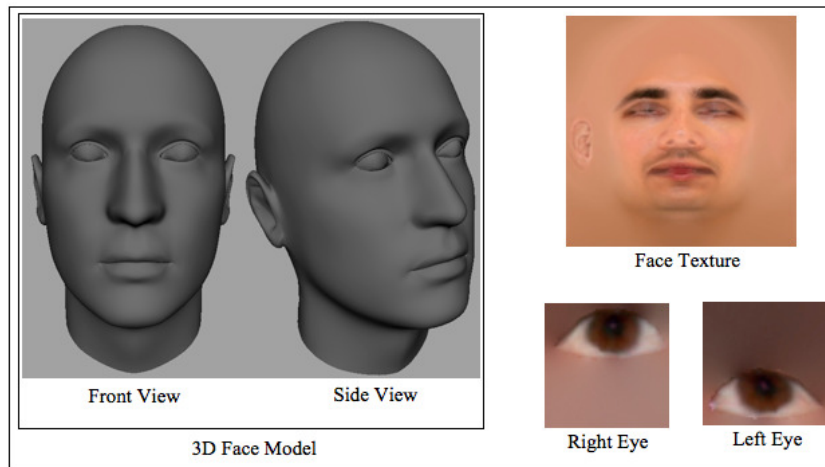 Front View
Side View
3D Face Model
Face Texture
Right Eye
Left Eye